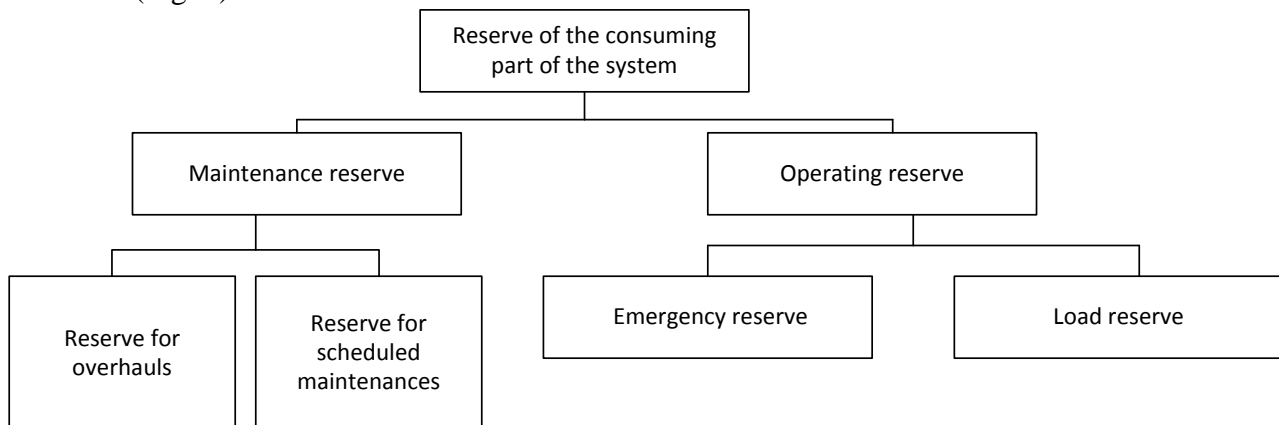 Reserve of the consuming
part of the system
Maintenance reserve
Operating reserve
Reserve for
overhauls
Reserve for
scheduled
maintenances
Emergency reserve
Load reserve